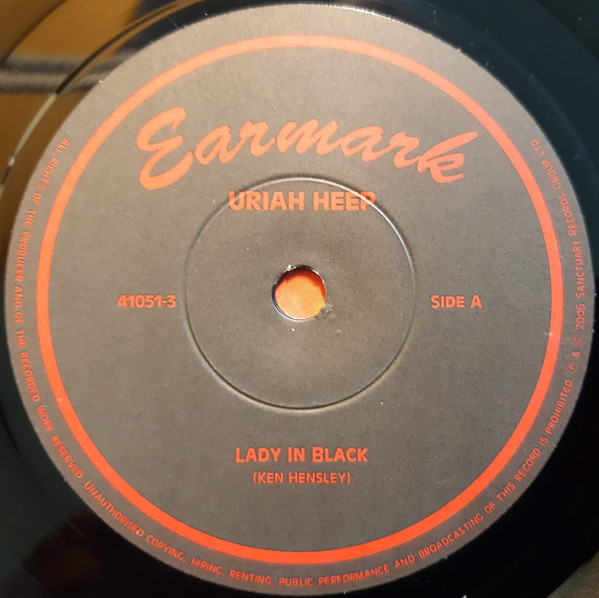 Earmark
URIAH HEEP
41051-3
SIDE A
LADY IN BLACK
(KEN HENSLEY)
ALL RIGHTS OF THE PRODUCER AND OF THE RECORDED WORK RESERVED. UNAUTHORISED COPYING, HIRING, RENTING, PUBLIC PERFORMANCE AND BROADCASTING OF THIS RECORD IS PROHIBITED. ℗ & © 2006 SANCTUARY RECORDS GROUP LTD